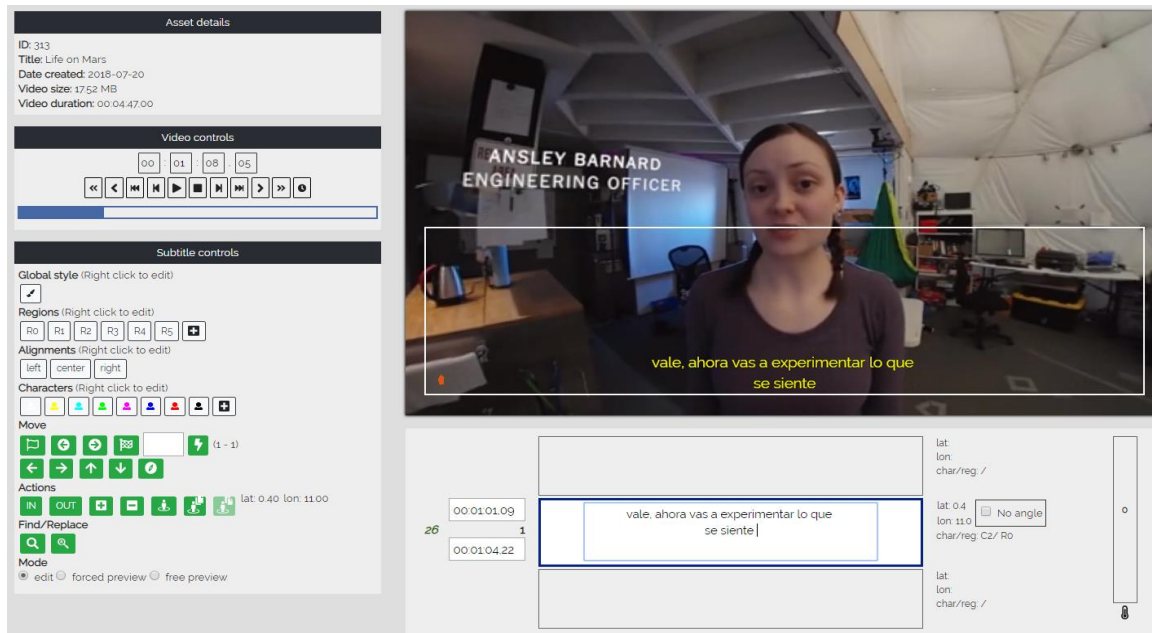 Asset details
ID: 313
Title: Life on Mars
Date created: 2018-07-20
Video size: 17.52 MB
Video duration: 00:04:47.00
Video controls
00 : 01 : 08 . 05
Subtitle controls
Global style (Right click to edit)
Regions (Right click to edit)
R0 R1 R2 R3 R4 R5
Alignments (Right click to edit)
left center right
Characters (Right click to edit)
Move
(1 - 1)
Actions
IN OUT lat: 0.40 lon: 11.00
Find/Replace
Mode
edit forced preview free preview
ANSLEY BARNARD
ENGINEERING OFFICER
vale, ahora vas a experimentar lo que
se siente
lat:
lon:
char/reg: /
26
00:01:01.09
1
00:01:04.22
vale, ahora vas a experimentar lo que
se siente
lat: 0.4
lon: 11.0
No angle
char/reg: C2/ R0
0
lat:
lon:
char/reg: /